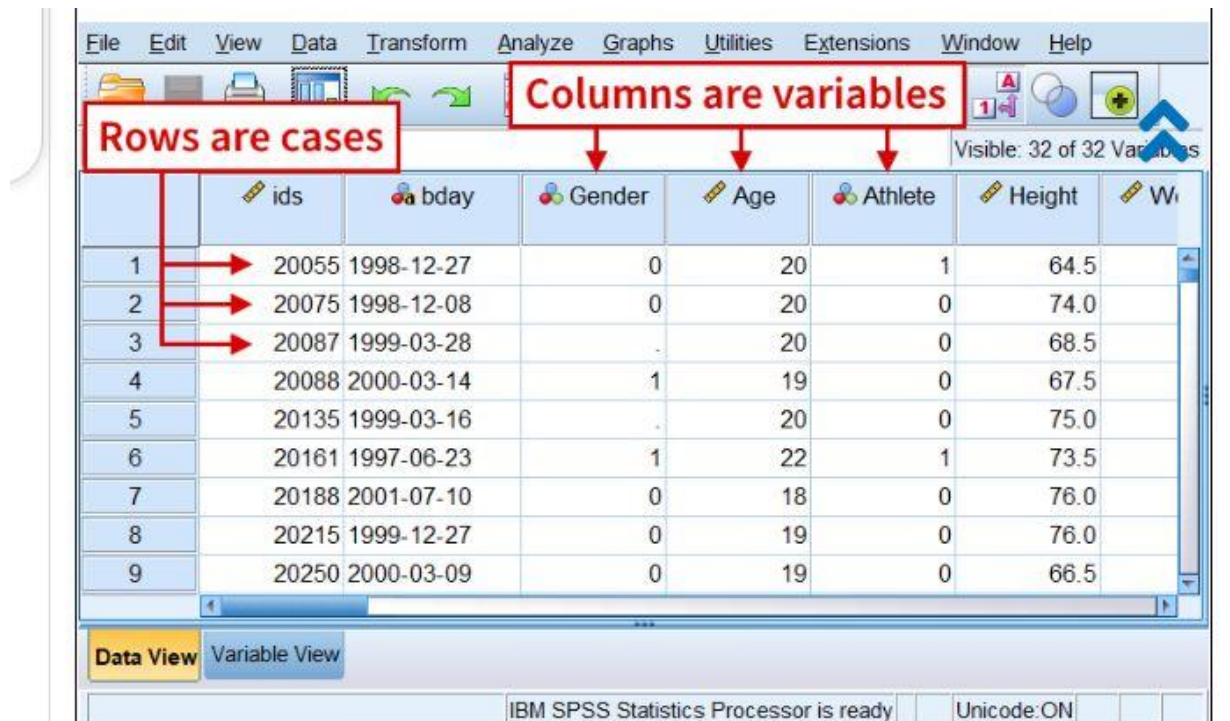 File Edit View Data Transform Analyze Graphs Utilities Extensions Window Help
Columns are variables
Rows are cases
Visible: 32 of 32 Variables
ids bday Gender Age Athlete Height
1 20055 1998-12-27 0 20 1 64.5
2 20075 1998-12-08 0 20 0 74.0
3 20087 1999-03-28 . 20 0 68.5
4 20088 2000-03-14 1 19 0 67.5
5 20135 1999-03-16 . 20 0 75.0
6 20161 1997-06-23 1 22 1 73.5
7 20188 2001-07-10 0 18 0 76.0
8 20215 1999-12-27 0 19 0 76.0
9 20250 2000-03-09 0 19 0 66.5
Data View Variable View
IBM SPSS Statistics Processor is ready Unicode:ON